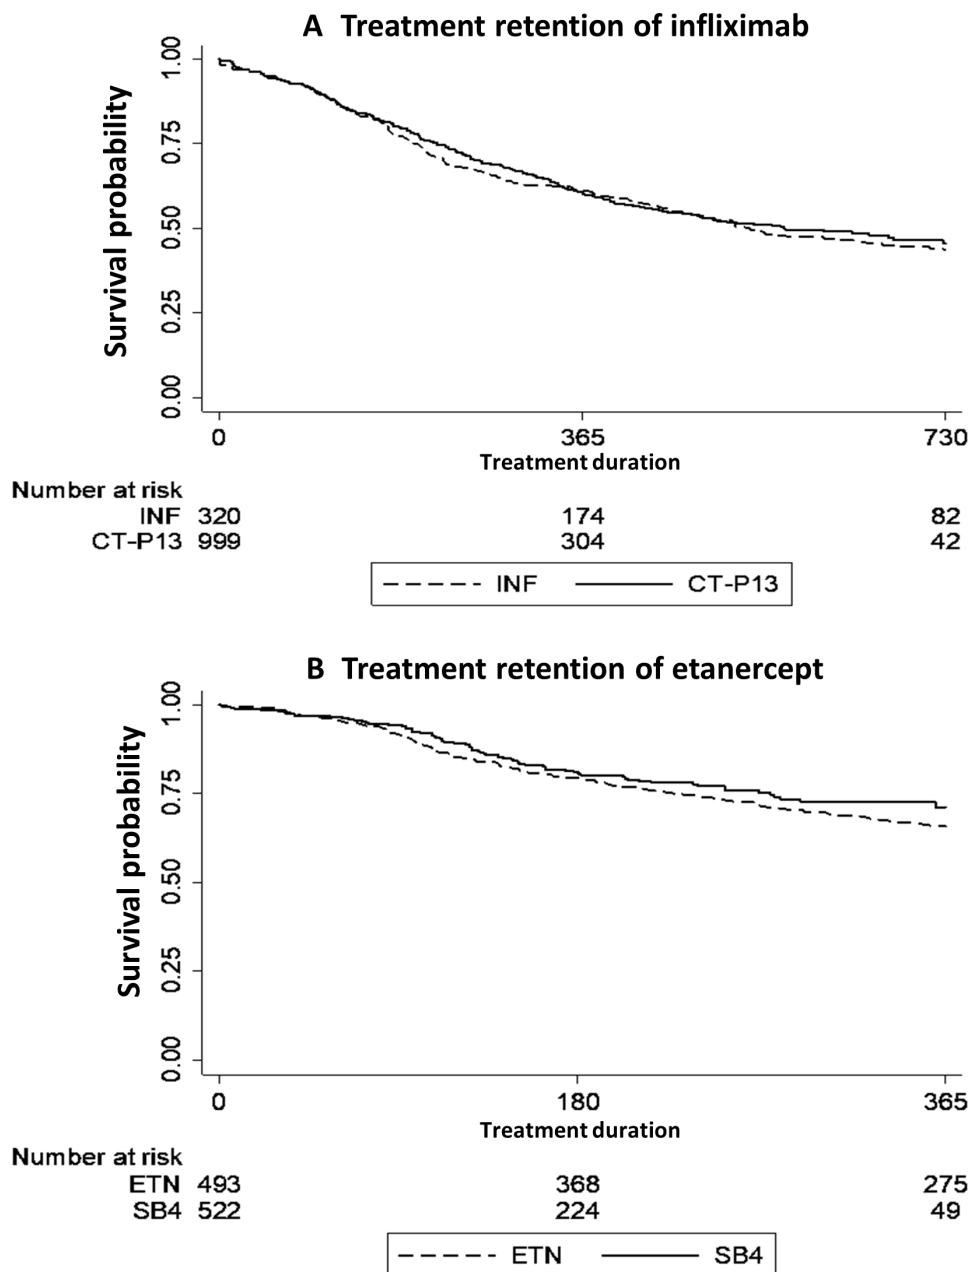 A Treatment retention of infliximab
Survival probability
1.00
0.75
0.50
0.25
0.00
0 365 730
Treatment duration
Number at risk
INF 320 174 82
CT-P13 999 304 42
INF CT-P13
B Treatment retention of etanercept
Survival probability
1.00
0.75
0.50
0.25
0.00
0 180 365
Treatment duration
Number at risk
ETN 493 368 275
SB4 522 224 49
ETN SB4